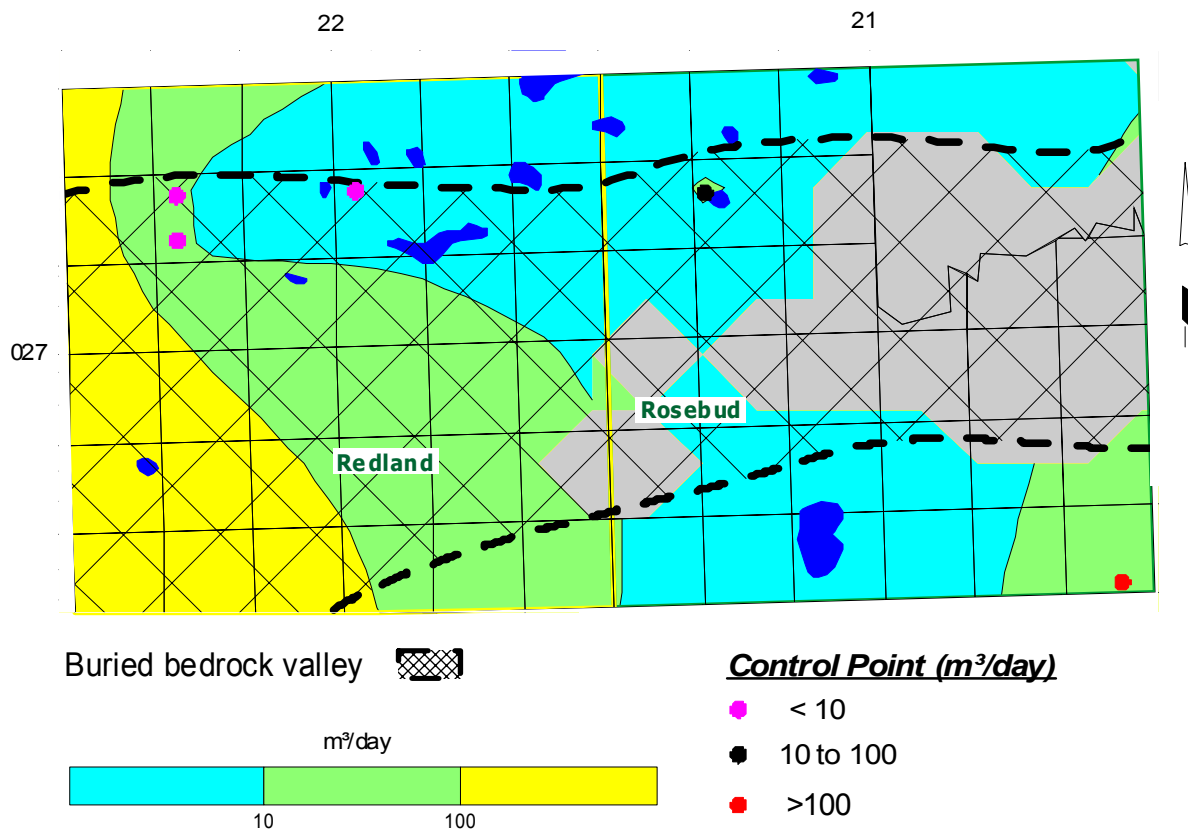 22 21
027
Rosebud
Redland
Buried bedrock valley
Control Point (m³/day)
< 10
10 to 100
>100
m³/day
10 100